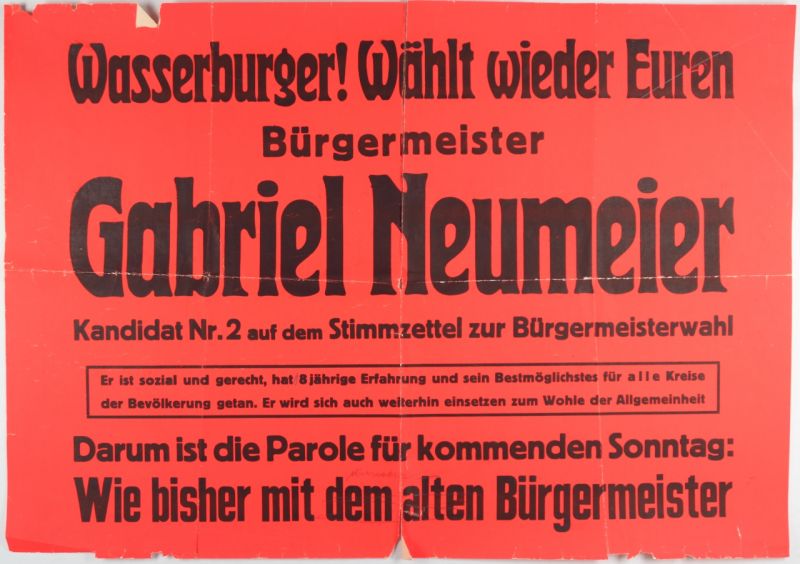 Wasserburger! Wählt wieder Euren
Bürgermeister
Gabriel Neumeier
Kandidat Nr. 2 auf dem Stimmzettel zur Bürgermeisterwahl
Er ist sozial und gerecht, hat 8 jährige Erfahrung und sein Bestmöglichstes für alle Kreise
der Bevölkerung getan. Er wird sich auch weiterhin einsetzen zum Wohle der Allgemeinheit
Darum ist die Parole für kommenden Sonntag:
Wie bisher mit dem alten Bürgermeister